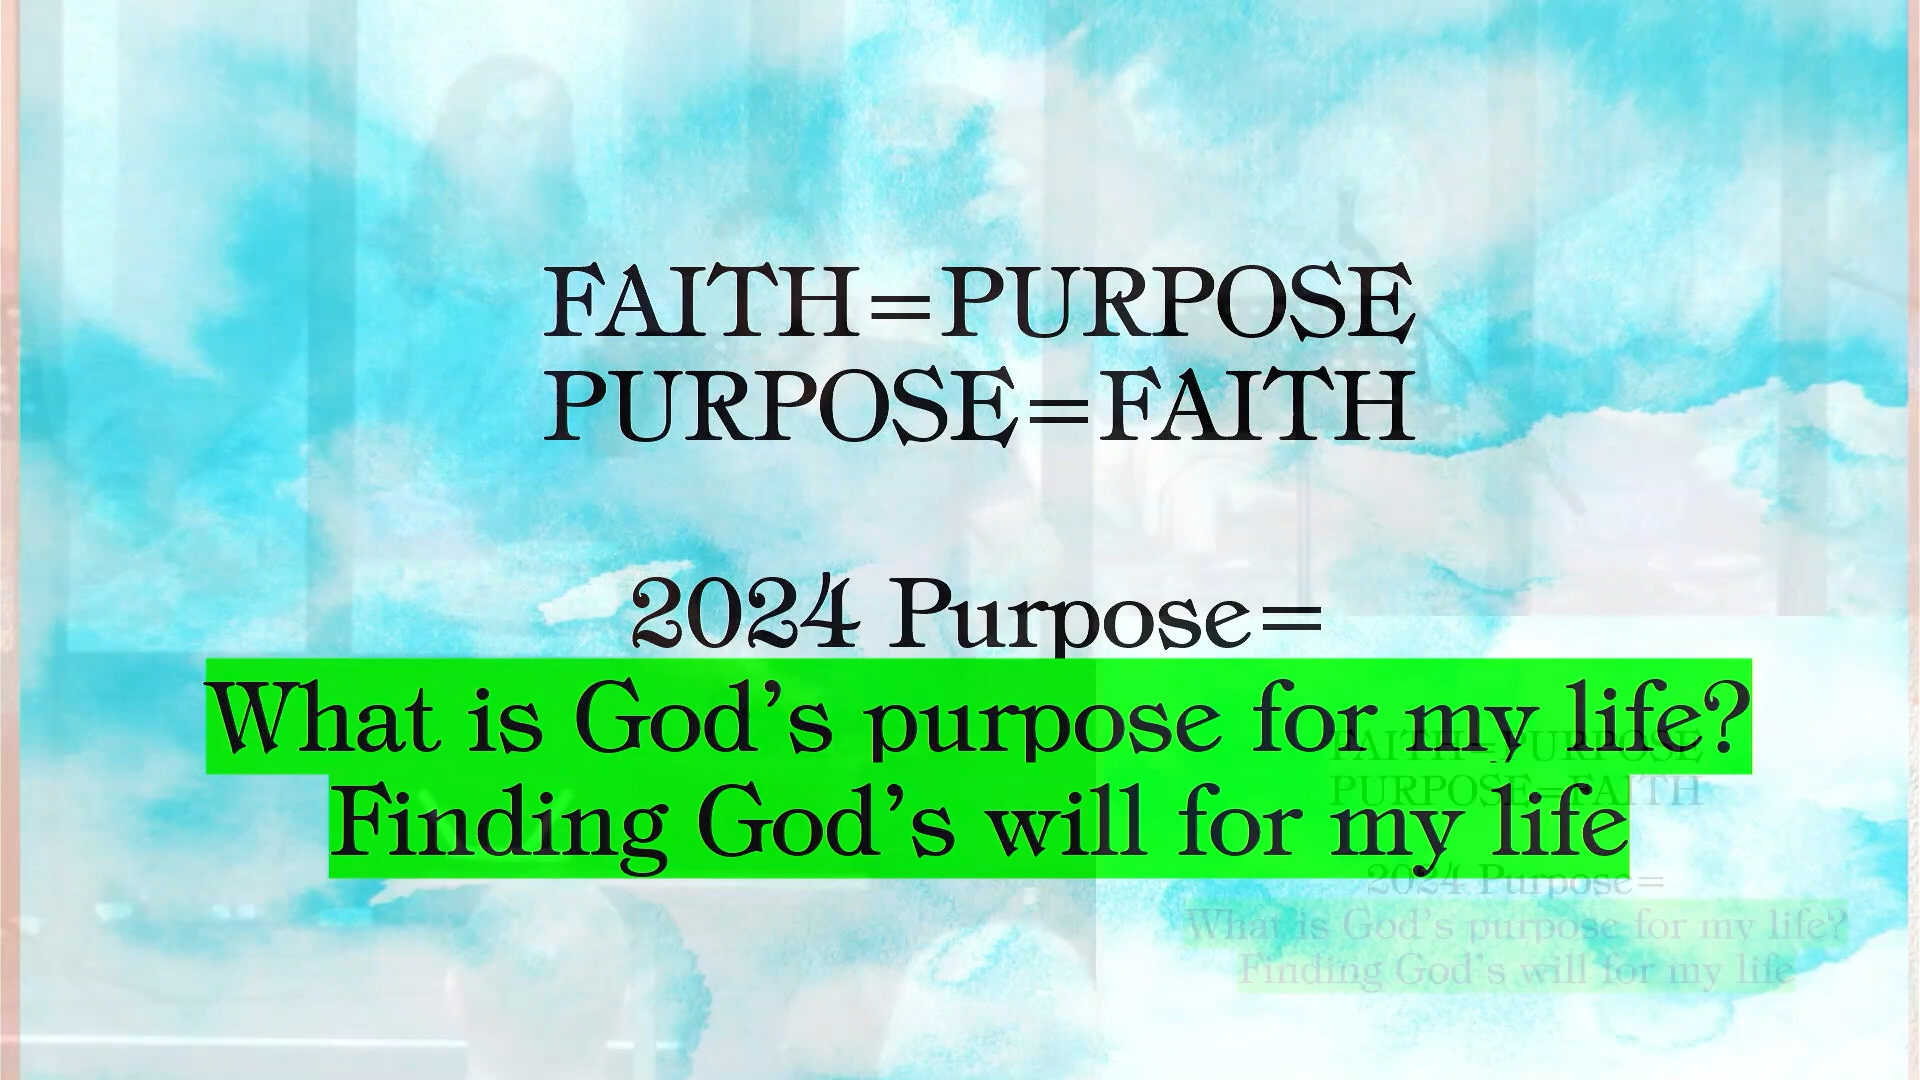 FAITH=PURPOSE
PURPOSE=FAITH
2024 Purpose=
What is God’s purpose for my life?
Finding God’s will for my life
FAITH=PURPOSE
PURPOSE=FAITH
2024 Purpose=
What is God’s purpose for my life?
Finding God’s will for my life